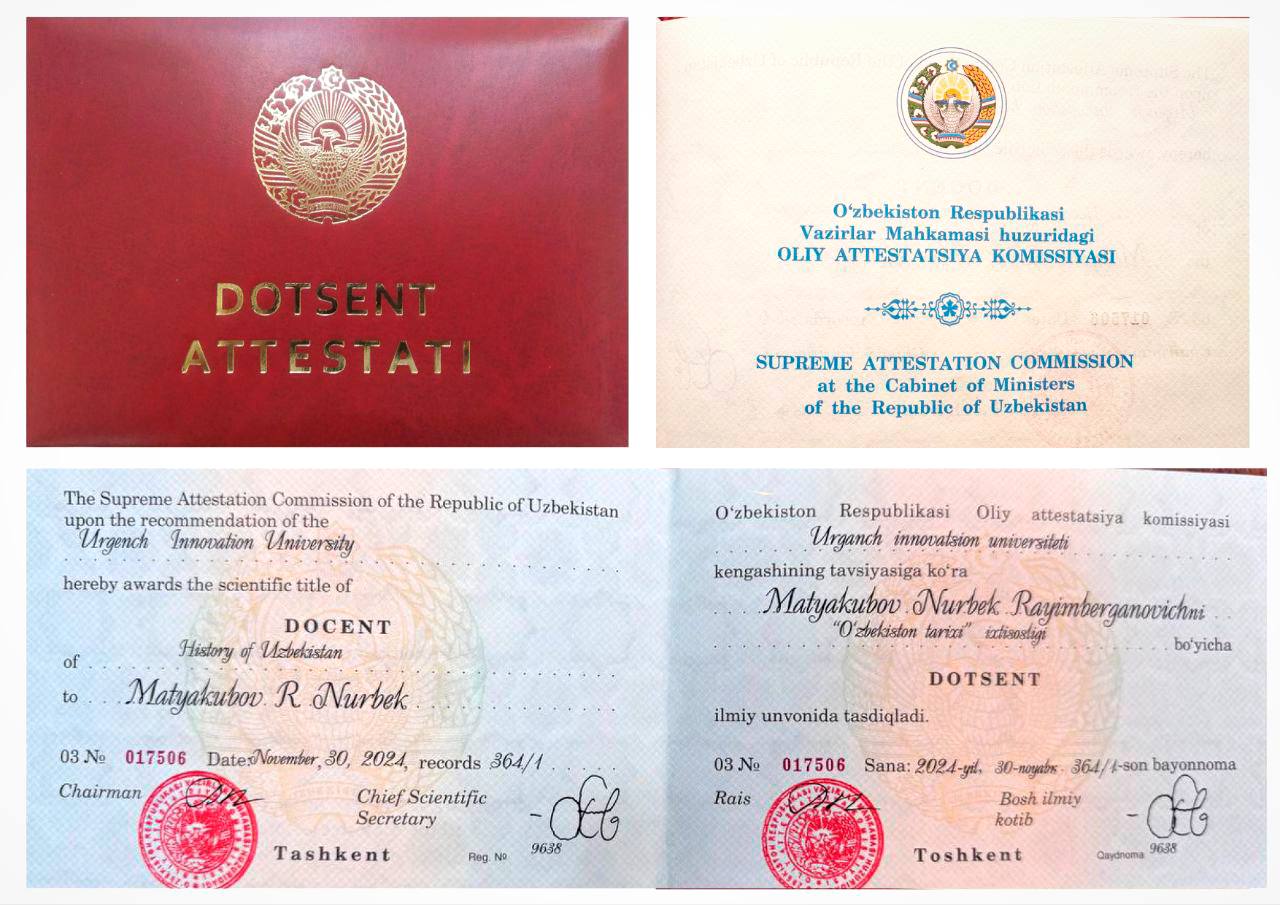 DOTSENT
ATTESTATI
O‘zbekiston Respublikasi
Vazirlar Mahkamasi huzuridagi
OLIY ATTESTATSIYA KOMISSIYASI
SUPREME ATTESTATION COMMISSION
at the Cabinet of Ministers
of the Republic of Uzbekistan
The Supreme Attestation Commission of the Republic of Uzbekistan
upon the recommendation of the
Urgench Innovation University
hereby awards the scientific title of
DOCENT
History of Uzbekistan
of
to Matyakubov R Nurbek
03 № 017506 Date: November, 30, 2024, records 364/1
Chairman
Chief Scientific
Secretary
Tashkent
Reg. № 9638
O‘zbekiston Respublikasi Oliy attestatsiya komissiyasi
Urganch innovatsion universiteti
kengashining tavsiyasiga ko‘ra
Matyakubov Nurbek Rayimberganovichni
"O‘zbekiston tarixi" ixtisosligi
bo‘yicha
DOTSENT
ilmiy unvonida tasdiqladi.
03 № 017506 Sana: 2024-yil, 30-noyabr. 364/1-son bayonnoma
Rais
Bosh ilmiy
kotib
Toshkent
Qaydnoma 9638